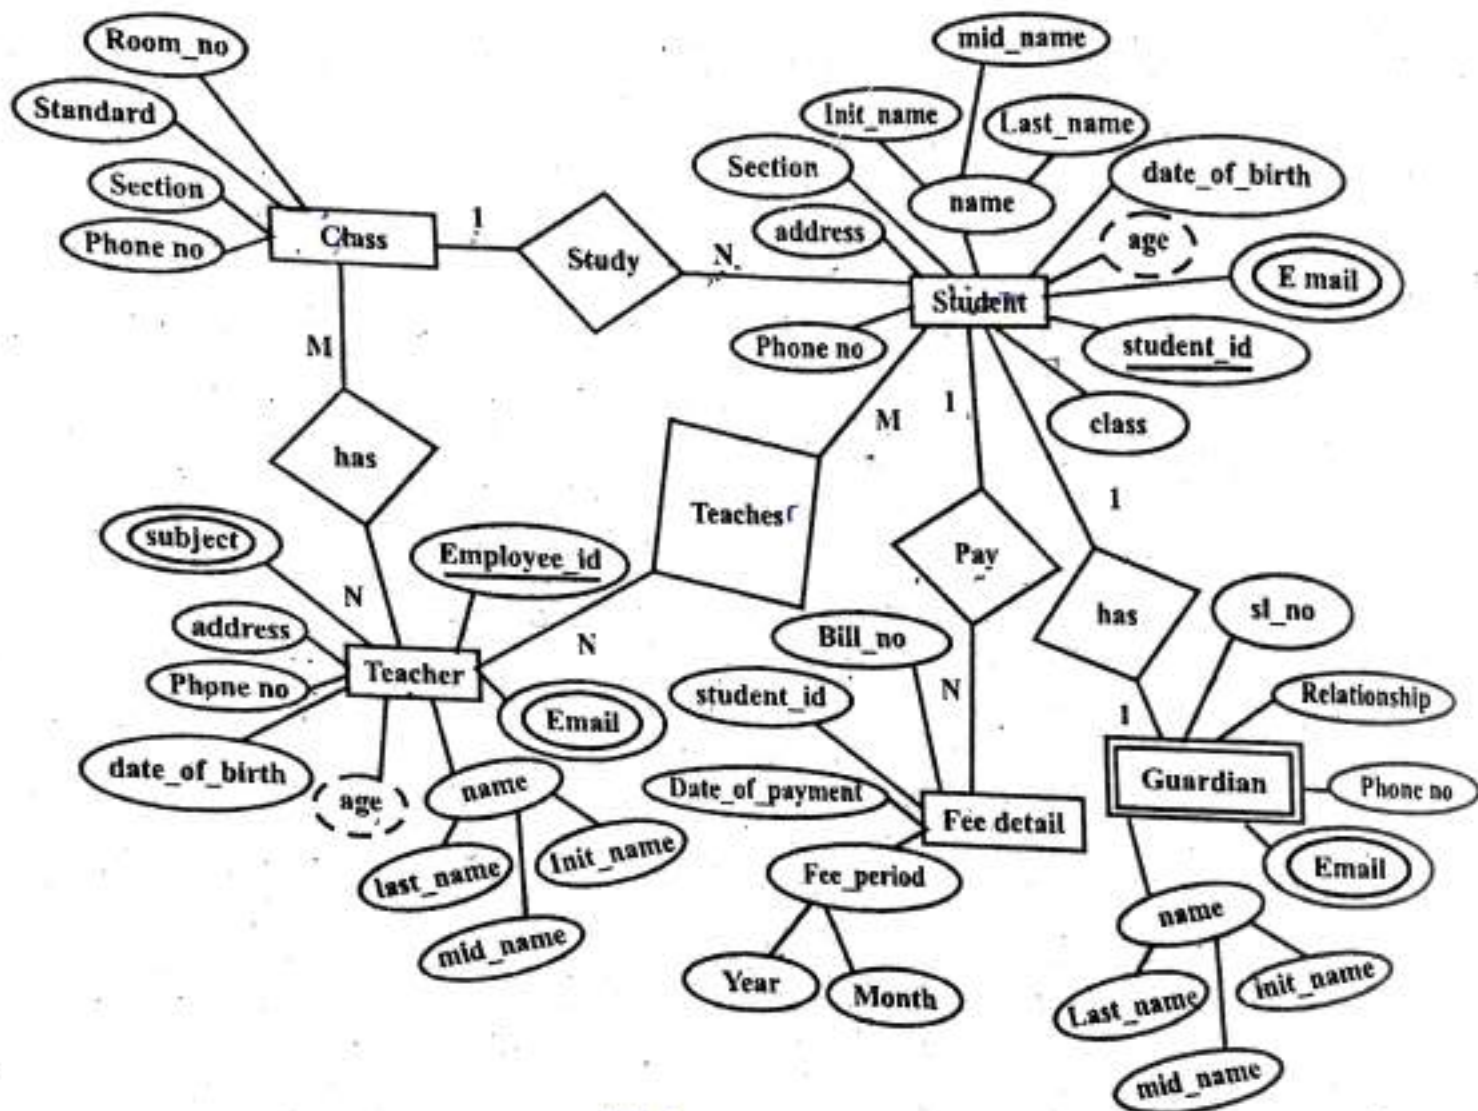 Room_no
Standard
Section
Phone no
Class
1
Study
N
mid_name
Init_name
Last_name
Section
name
date_of_birth
address
age
E mail
Student
Phone no
student_id
class
M
has
N
M
Teaches
N
1
Pay
N
1
has
1
subject
Employee_id
address
Teacher
Phone no
Email
date_of_birth
age
name
last_name
Init_name
mid_name
Bill_no
student_id
Date_of_payment
Fee detail
Fee_period
Year
Month
sl_no
Relationship
Guardian
Phone no
Email
name
Last_name
init_name
mid_name